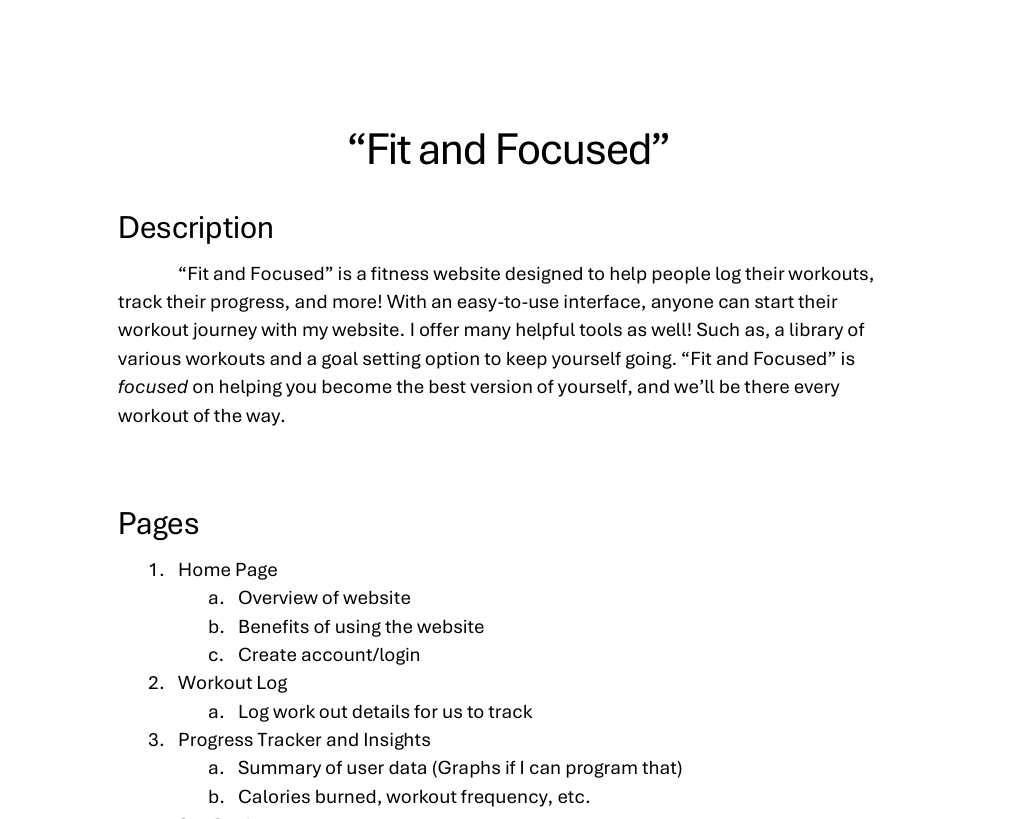 “Fit and Focused”
Description
“Fit and Focused” is a fitness website designed to help people log their workouts,
track their progress, and more! With an easy-to-use interface, anyone can start their
workout journey with my website. I offer many helpful tools as well! Such as, a library of
various workouts and a goal setting option to keep yourself going. “Fit and Focused” is
focused on helping you become the best version of yourself, and we’ll be there every
workout of the way.
Pages
1. Home Page
a. Overview of website
b. Benefits of using the website
c. Create account/login
2. Workout Log
a. Log work out details for us to track
3. Progress Tracker and Insights
a. Summary of user data (Graphs if I can program that)
b. Calories burned, workout frequency, etc.